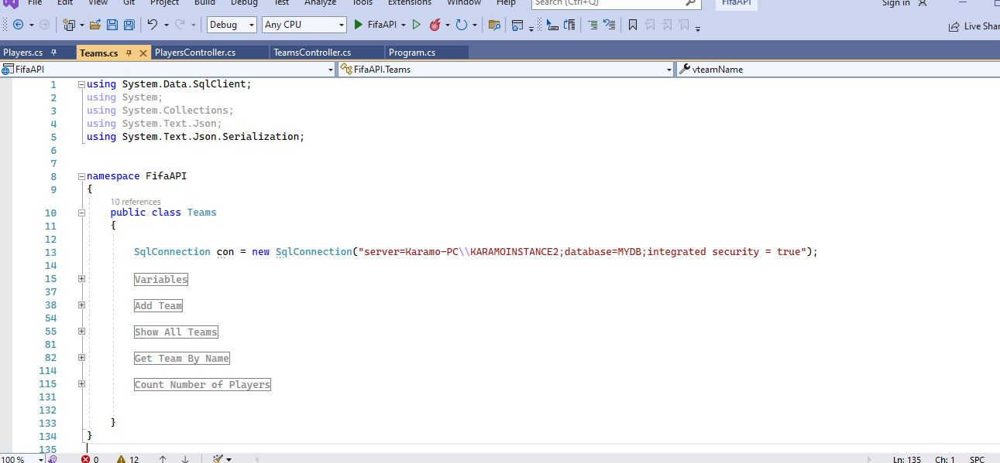 File Edit View Git Project Build Debug Test Analyze Tools Extensions Window Help Search (Ctrl+Q) FifaAPI Sign in
Debug Any CPU FifaAPI Live Shar
Players.cs Teams.cs PlayersController.cs TeamsController.cs Program.cs
FifaAPI FifaAPI.Teams vteamName
1 using System.Data.SqlClient;
2 using System;
3 using System.Collections;
4 using System.Text.Json;
5 using System.Text.Json.Serialization;
6
7
8 namespace FifaAPI
9 {
10 references
10 public class Teams
11 {
12
13 SqlConnection con = new SqlConnection("server=Karamo-PC\\KARAMOINSTANCE2;database=MYDB;integrated security = true");
14
15 Variables
37
38 Add Team
54
55 Show All Teams
81
82 Get Team By Name
114
115 Count Number of Players
131
132
133 }
134 }
135
100 % 0 12 Ln: 135 Ch: 1 SPC